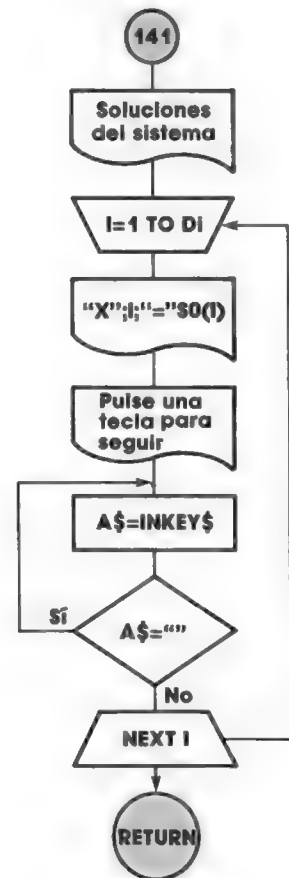 141
Soluciones
del sistema
I=1 TO Di
“X”;I;“=”S0(I)
Pulse una
tecla para
seguir
A$=INKEY$
A$=“”
Sí
No
NEXT I
RETURN